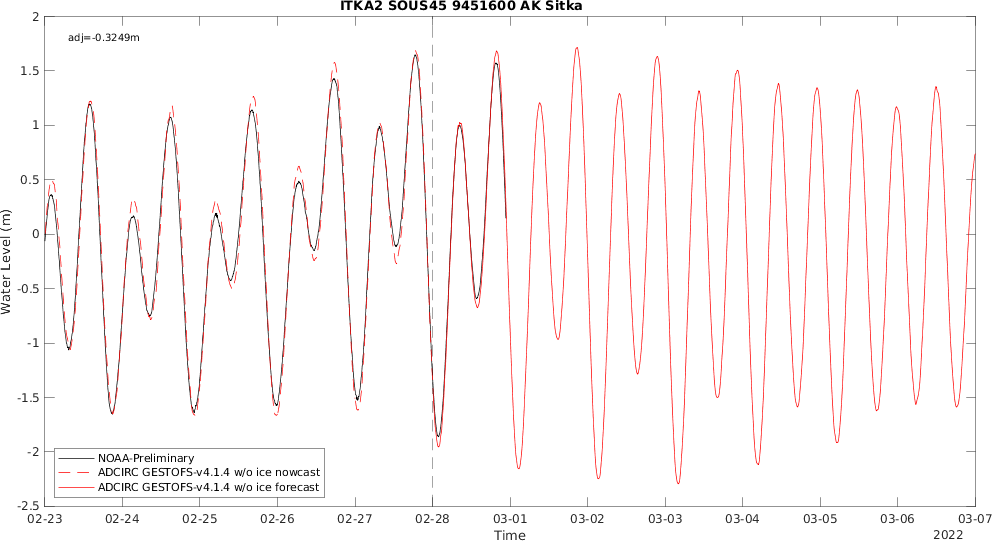 ITKA2 SOUS45 9451600 AK Sitka
adj=-0.3249m
2
1.5
1
0.5
0
-0.5
-1
-1.5
-2
-2.5
Water Level (m)
NOAA-Preliminary
ADCIRC GESTOFS-v4.1.4 w/o ice nowcast
ADCIRC GESTOFS-v4.1.4 w/o ice forecast
02-23 02-24 02-25 02-26 02-27 02-28 03-01 03-02 03-03 03-04 03-05 03-06 03-07
Time
2022